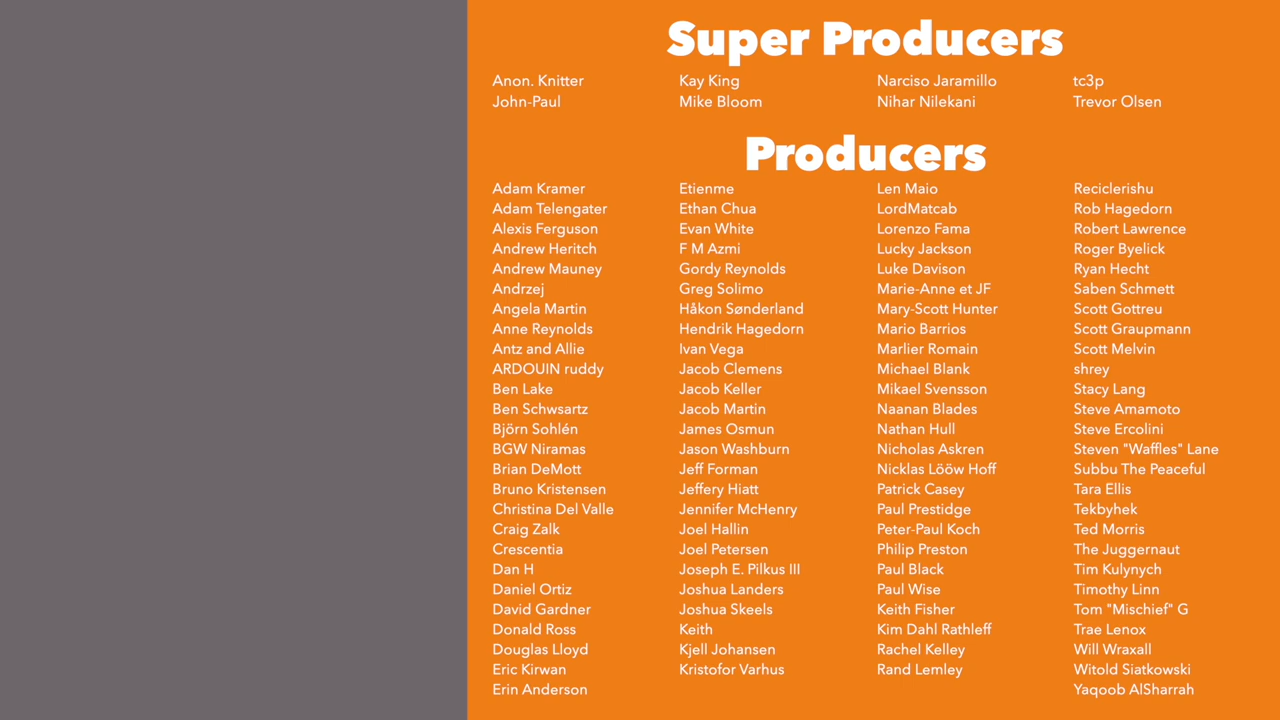 Super Producers
Anon. Knitter
John-Paul
Kay King
Mike Bloom
Narciso Jaramillo
Nihar Nilekani
tc3p
Trevor Olsen
Producers
Adam Kramer
Adam Telengater
Alexis Ferguson
Andrew Heritch
Andrew Mauney
Andrzej
Angela Martin
Anne Reynolds
Antz and Allie
ARDOUIN ruddy
Ben Lake
Ben Schwsartz
Björn Sohlén
BGW Niramas
Brian DeMott
Bruno Kristensen
Christina Del Valle
Craig Zalk
Crescentia
Dan H
Daniel Ortiz
David Gardner
Donald Ross
Douglas Lloyd
Eric Kirwan
Erin Anderson
Etienme
Ethan Chua
Evan White
F M Azmi
Gordy Reynolds
Greg Solimo
Håkon Sønderland
Hendrik Hagedorn
Ivan Vega
Jacob Clemens
Jacob Keller
Jacob Martin
James Osmun
Jason Washburn
Jeff Forman
Jeffery Hiatt
Jennifer McHenry
Joel Hallin
Joel Petersen
Joseph E. Pilkus III
Joshua Landers
Joshua Skeels
Keith
Kjell Johansen
Kristofor Varhus
Len Maio
LordMatcab
Lorenzo Fama
Lucky Jackson
Luke Davison
Marie-Anne et JF
Mary-Scott Hunter
Mario Barrios
Marlier Romain
Michael Blank
Mikael Svensson
Naanan Blades
Nathan Hull
Nicholas Askren
Nicklas Lööw Hoff
Patrick Casey
Paul Prestidge
Peter-Paul Koch
Philip Preston
Paul Black
Paul Wise
Keith Fisher
Kim Dahl Rathleff
Rachel Kelley
Rand Lemley
Reciclerishu
Rob Hagedorn
Robert Lawrence
Roger Byelick
Ryan Hecht
Saben Schmett
Scott Gottreu
Scott Graupmann
Scott Melvin
shrey
Stacy Lang
Steve Amamoto
Steve Ercolini
Steven "Waffles" Lane
Subbu The Peaceful
Tara Ellis
Tekbyhek
Ted Morris
The Juggernaut
Tim Kulynych
Timothy Linn
Tom "Mischief" G
Trae Lenox
Will Wraxall
Witold Siatkowski
Yaqoob AlSharrah